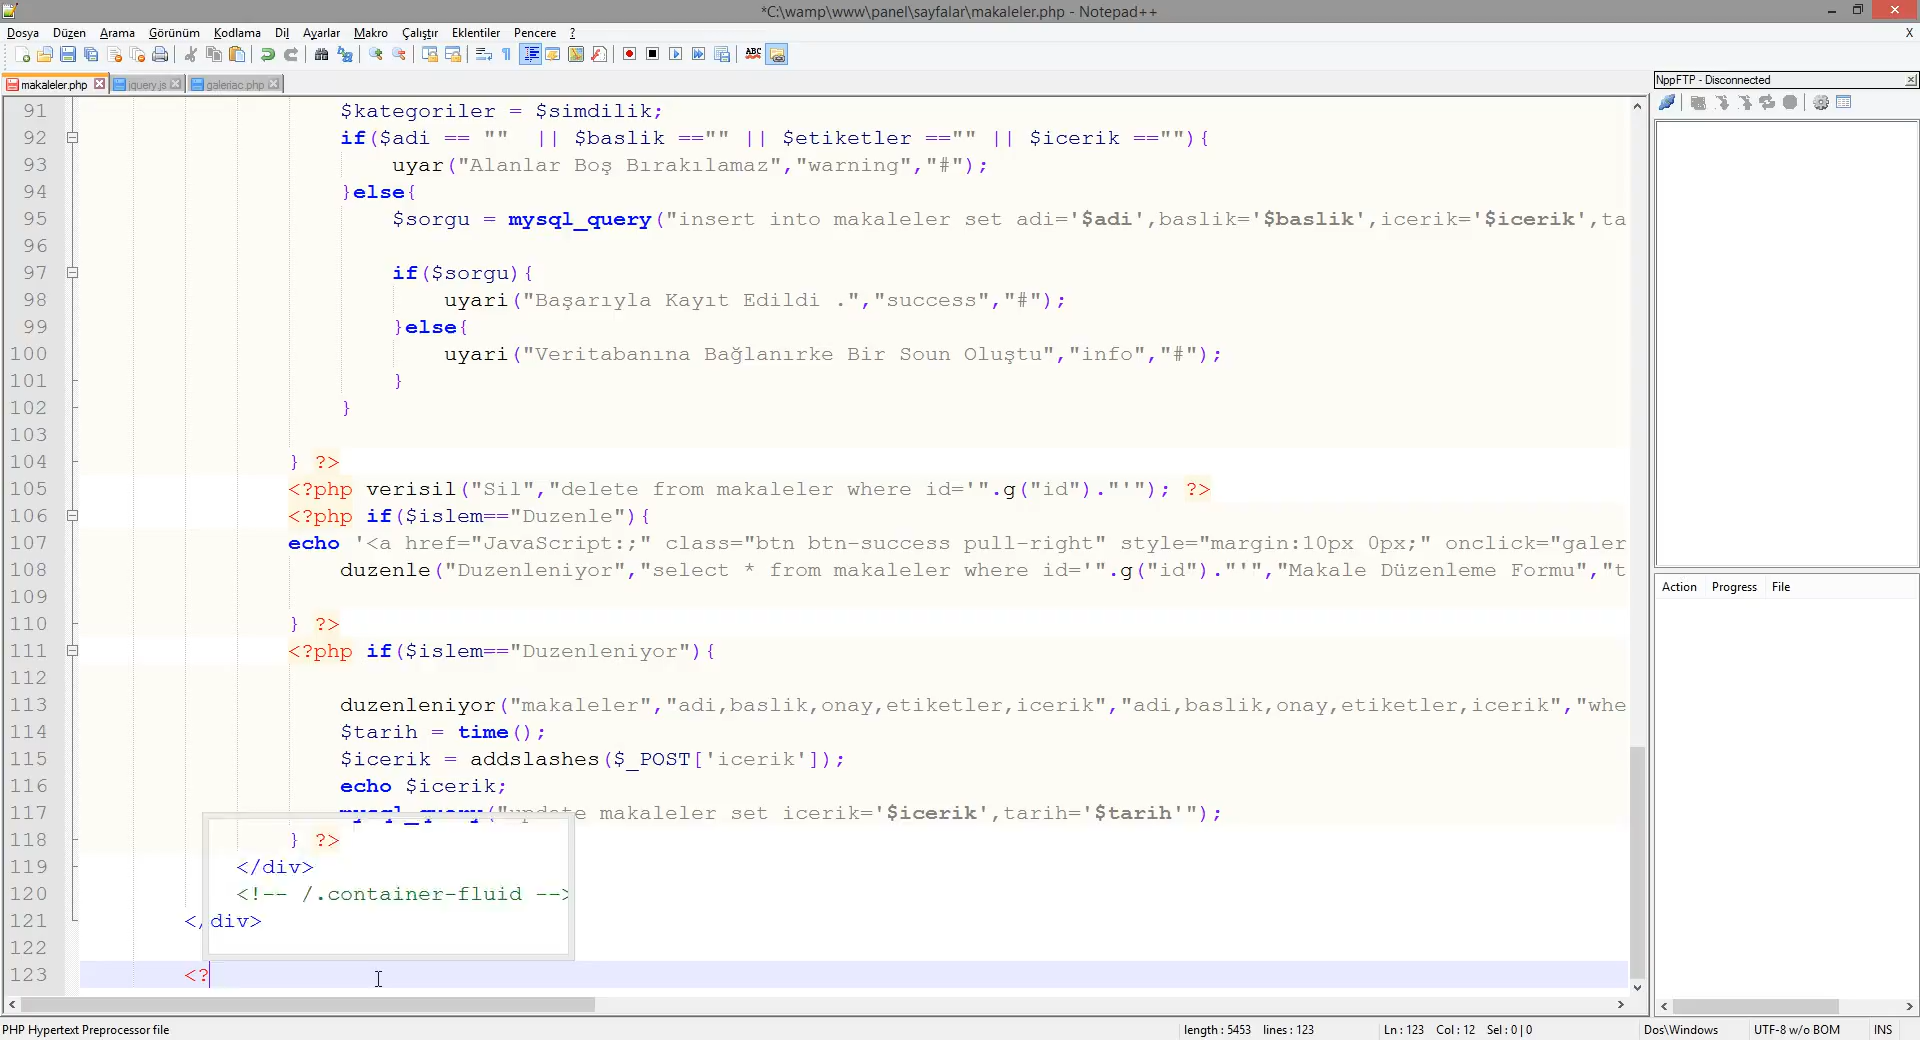 *C:\wamp\www\panel\sayfalar\makaleler.php - Notepad++
Dosya Düzen Arama Görünüm Kodlama Dil Ayarlar Makro Çalıştır Eklentiler Pencere ? X
makaleler.php jquery.js galeriac.php
NppFTP - Disconnected
91 $kategoriler = $simdilik;
92 if($adi == "" || $baslik =="" || $etiketler =="" || $icerik ==""){
93 uyar("Alanlar Boş Bırakılamaz","warning","#");
94 }else{
95 $sorgu = mysql_query("insert into makaleler set adi='$adi',baslik='$baslik',icerik='$icerik',ta
96
97 if($sorgu){
98 uyari("Başarıyla Kayıt Edildi .","success","#");
99 }else{
100 uyari("Veritabanına Bağlanırke Bir Soun Oluştu","info","#");
101 }
102 }
103
104 } ?>
105 <?php verisil("Sil","delete from makaleler where id='".g("id")."'"); ?>
106 <?php if($islem=="Duzenle"){
107 echo '<a href="JavaScript:;" class="btn btn-success pull-right" style="margin:10px 0px;" onclick="galer
108 duzenle("Duzenleniyor","select * from makaleler where id='".g("id")."'","Makale Düzenleme Formu","t
109
110 } ?>
111 <?php if($islem=="Duzenleniyor"){
112
113 duzenleniyor("makaleler","adi,baslik,onay,etiketler,icerik","adi,baslik,onay,etiketler,icerik","whe
114 $tarih = time();
115 $icerik = addslashes($_POST['icerik']);
116 echo $icerik;
117 mysql_query("update makaleler set icerik='$icerik',tarih='$tarih'");
118 } ?>
119 </div>
120 <!-- /.container-fluid -->
121 </div>
122
123 <?
Action Progress File
PHP Hypertext Preprocessor file length : 5453 lines : 123 Ln : 123 Col : 12 Sel : 0 | 0 Dos\Windows UTF-8 w/o BOM INS